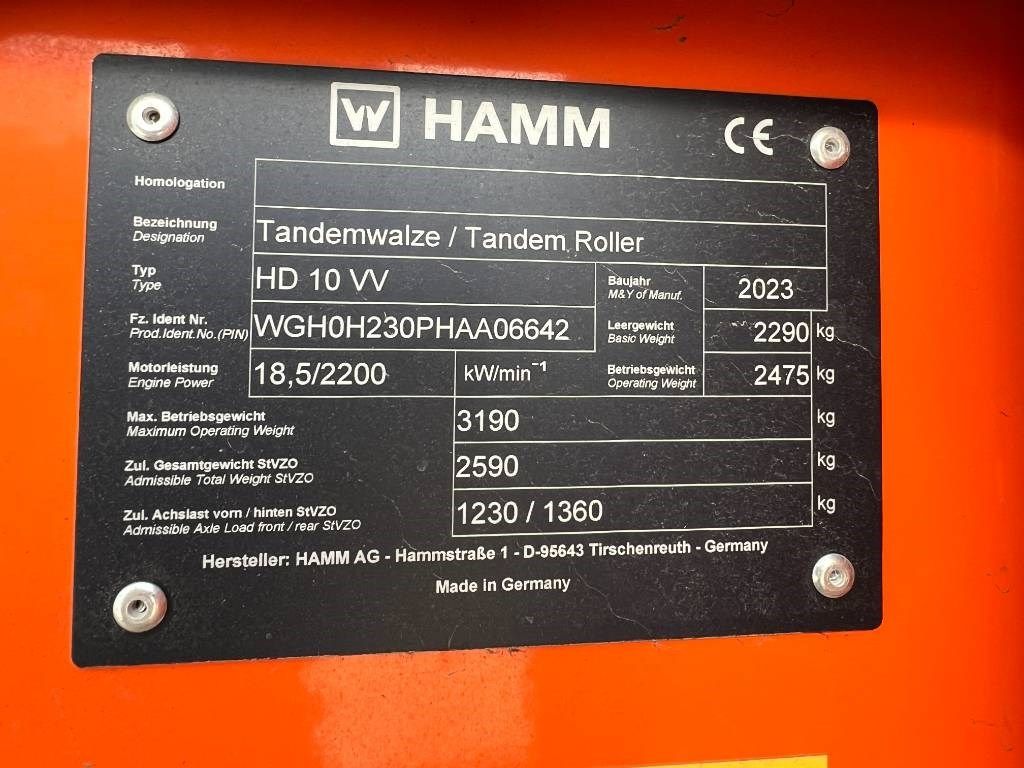 W HAMM CE
Homologation
Bezeichnung
Designation
Tandemwalze / Tandem Roller
Typ
Type
HD 10 VV
Baujahr
M&Y of Manuf.
2023
Fz. Ident Nr.
Prod.Ident.No.(PIN)
WGH0H230PHAA06642
Leergewicht
Basic Weight
2290 kg
Motorleistung
Engine Power
18,5/2200 kW/min⁻¹
Betriebsgewicht
Operating Weight
2475 kg
Max. Betriebsgewicht
Maximum Operating Weight
3190 kg
Zul. Gesamtgewicht StVZO
Admissible Total Weight StVZO
2590 kg
Zul. Achslast vorn / hinten StVZO
Admissible Axle Load front / rear StVZO
1230 / 1360 kg
Hersteller: HAMM AG - Hammstraße 1 - D-95643 Tirschenreuth - Germany
Made in Germany